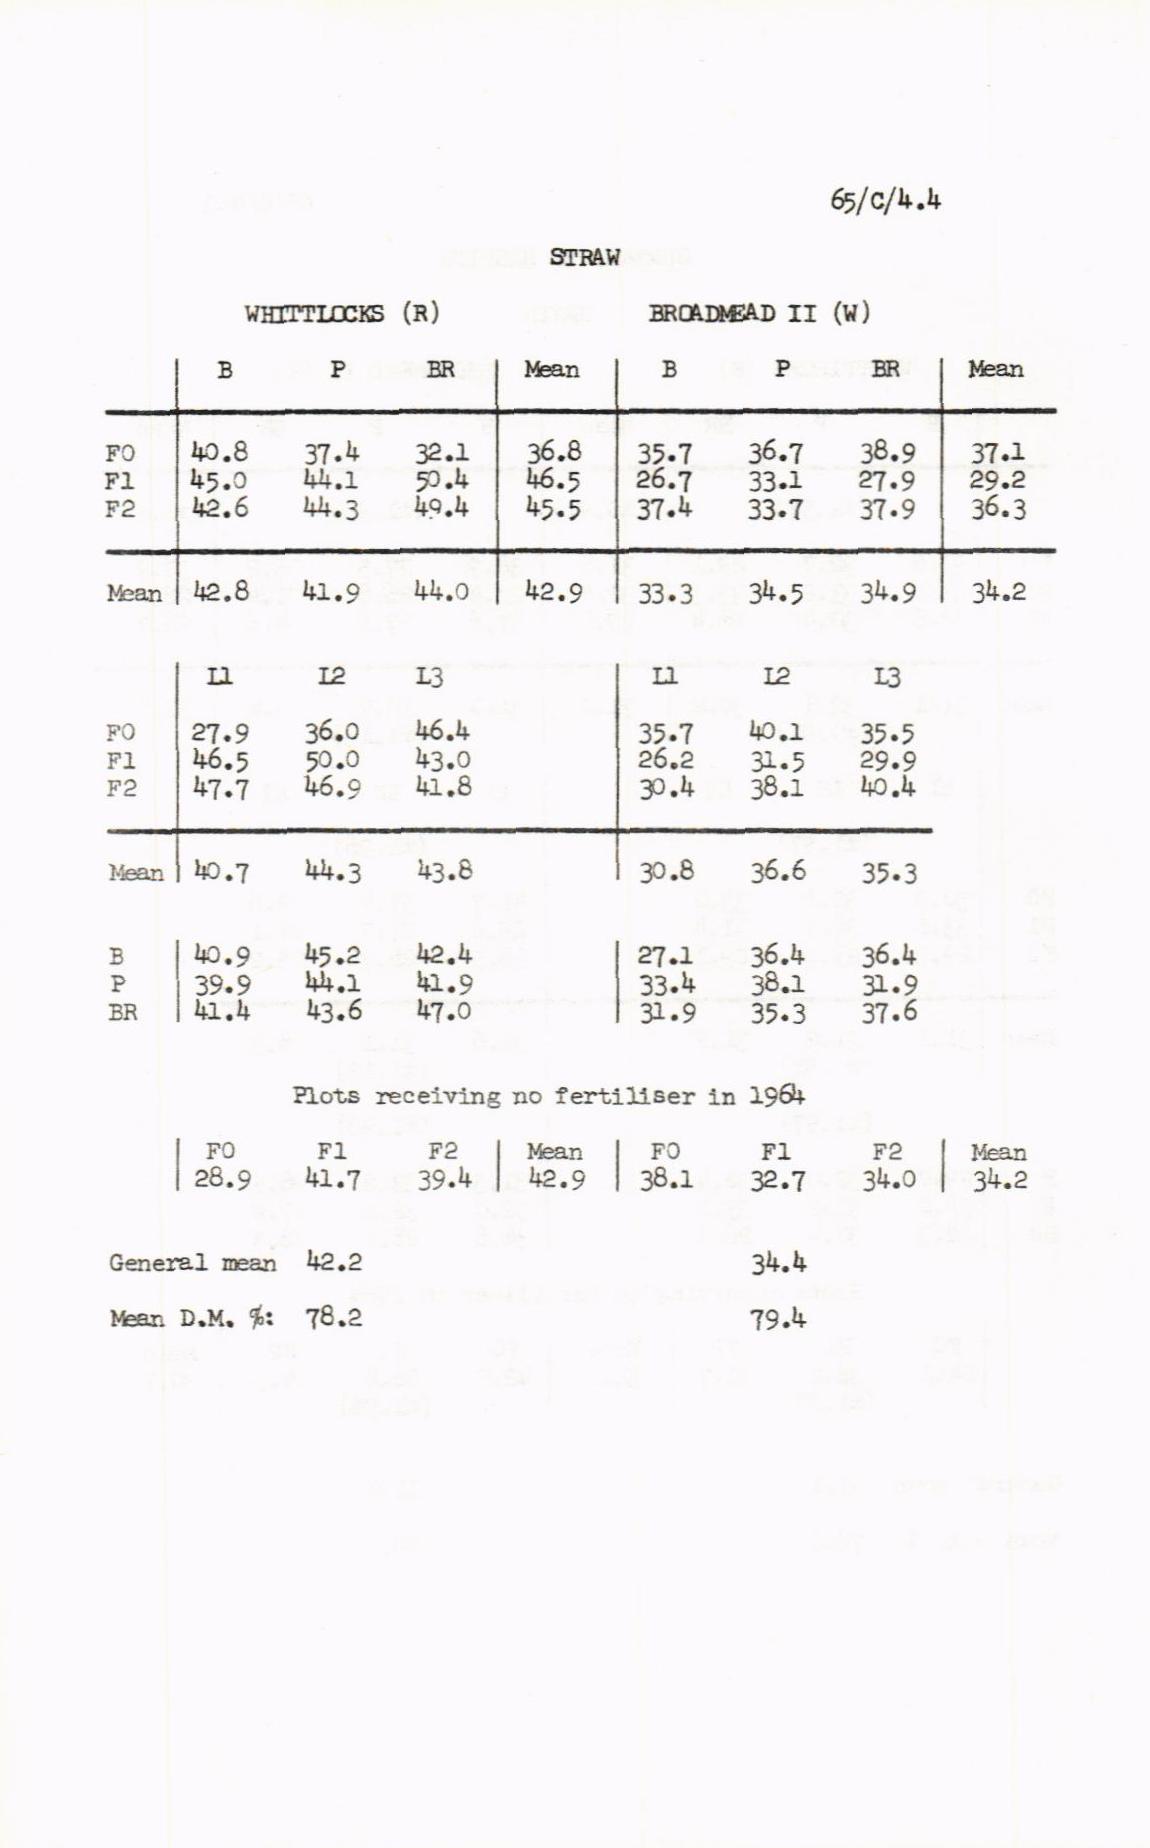 65/C/4.4
STRAW
WHITTLOCKS (R) BROADMEAD II (W)
B P BR Mean B P BR Mean
F0 40.8 37.4 32.1 36.8 35.7 36.7 38.9 37.1
F1 45.0 44.1 50.4 46.5 26.7 33.1 27.9 29.2
F2 42.6 44.3 49.4 45.5 37.4 33.7 37.9 36.3
Mean 42.8 41.9 44.0 42.9 33.3 34.5 34.9 34.2
L1 L2 L3 L1 L2 L3
F0 27.9 36.0 46.4 35.7 40.1 35.5
F1 46.5 50.0 43.0 26.2 31.5 29.9
F2 47.7 46.9 41.8 30.4 38.1 40.4
Mean 40.7 44.3 43.8 30.8 36.6 35.3
B 40.9 45.2 42.4 27.1 36.4 36.4
P 39.9 44.1 41.9 33.4 38.1 31.9
BR 41.4 43.6 47.0 31.9 35.3 37.6
Plots receiving no fertiliser in 1964
F0 F1 F2 Mean F0 F1 F2 Mean
28.9 41.7 39.4 42.9 38.1 32.7 34.0 34.2
General mean 42.2 34.4
Mean D.M. %: 78.2 79.4